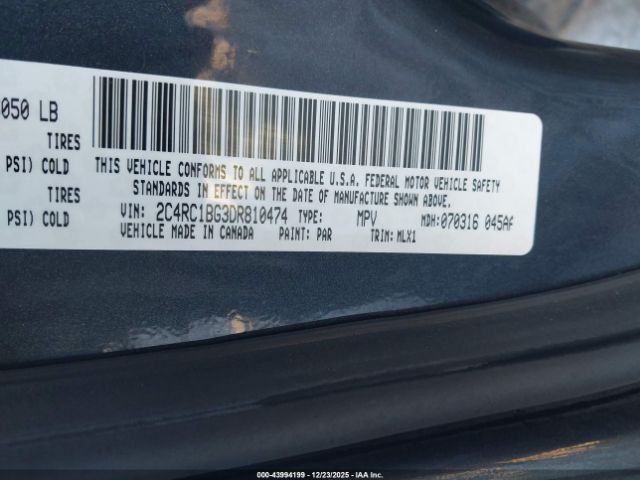 050 LB
TIRES
PSI) COLD
TIRES
PSI) COLD
THIS VEHICLE CONFORMS TO ALL APPLICABLE U.S.A. FEDERAL MOTOR VEHICLE SAFETY
STANDARDS IN EFFECT ON THE DATE OF MANUFACTURE SHOWN ABOVE.
VIN: 2C4RC1BG3DR810474 TYPE: MPV MDH:070316 045AF
VEHICLE MADE IN CANADA PAINT: PAR TRIM: MLX1
© -- 43994199 -- 12/23/2025 -- IAA Inc.